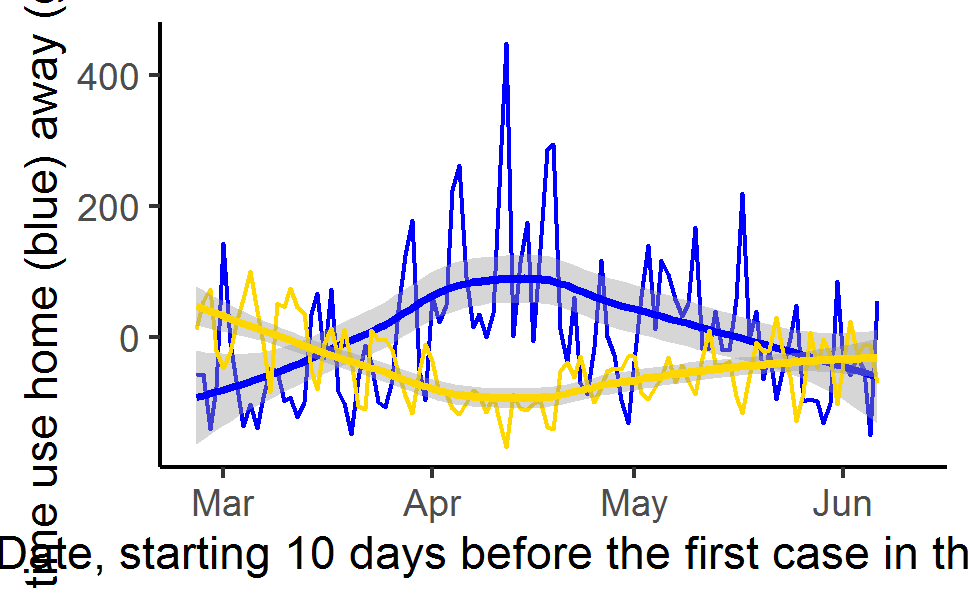 time use home (blue) away (
400
200
0
Mar Apr May Jun
Date, starting 10 days before the first case in th